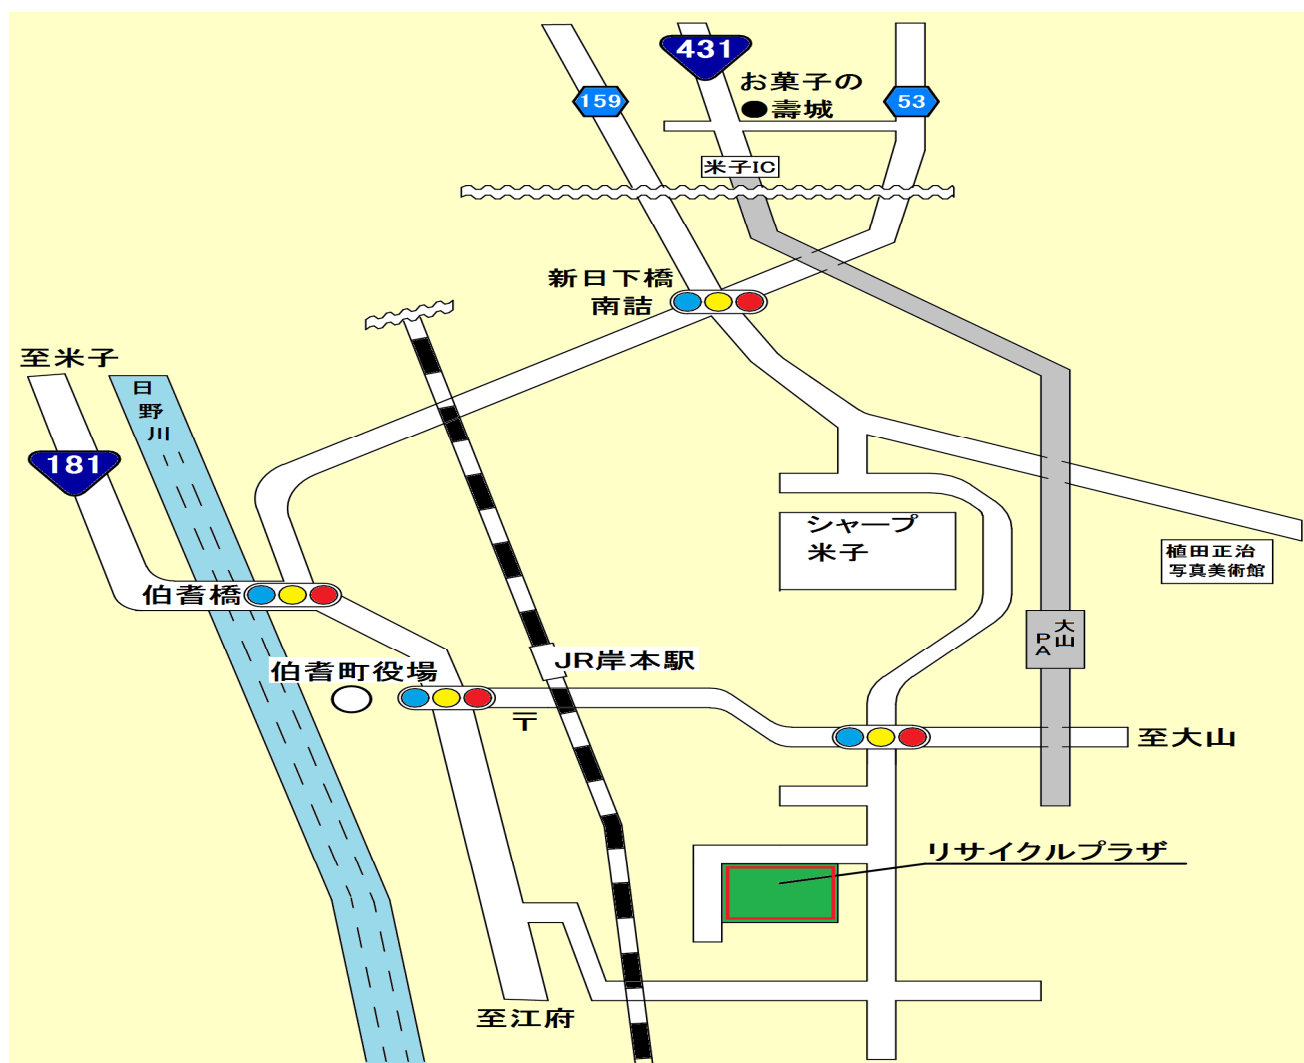 431
お菓子の
●壽城
159
53
米子IC
新日下橋
南詰
至米子
日野川
181
シャープ
米子
植田正治
写真美術館
伯耆橋
大山
PA
JR岸本駅
伯耆町役場
〒
至大山
リサイクルプラザ
至江府